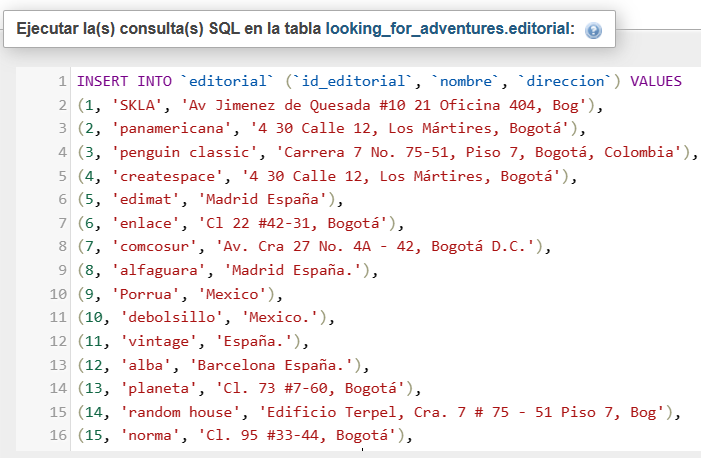 Ejecutar la(s) consulta(s) SQL en la tabla looking_for_adventures.editorial:
1 INSERT INTO `editorial` (`id_editorial`, `nombre`, `direccion`) VALUES
2 (1, 'SKLA', 'Av Jimenez de Quesada #10 21 Oficina 404, Bog'),
3 (2, 'panamericana', '4 30 Calle 12, Los Mártires, Bogotá'),
4 (3, 'penguin classic', 'Carrera 7 No. 75-51, Piso 7, Bogotá, Colombia'),
5 (4, 'createspace', '4 30 Calle 12, Los Mártires, Bogotá'),
6 (5, 'edimat', 'Madrid España'),
7 (6, 'enlace', 'Cl 22 #42-31, Bogotá'),
8 (7, 'comcosur', 'Av. Cra 27 No. 4A - 42, Bogotá D.C.'),
9 (8, 'alfaguara', 'Madrid España.'),
10 (9, 'Porrua', 'Mexico'),
11 (10, 'debolsillo', 'Mexico.'),
12 (11, 'vintage', 'España.'),
13 (12, 'alba', 'Barcelona España.'),
14 (13, 'planeta', 'Cl. 73 #7-60, Bogotá'),
15 (14, 'random house', 'Edificio Terpel, Cra. 7 # 75 - 51 Piso 7, Bog'),
16 (15, 'norma', 'Cl. 95 #33-44, Bogotá'),